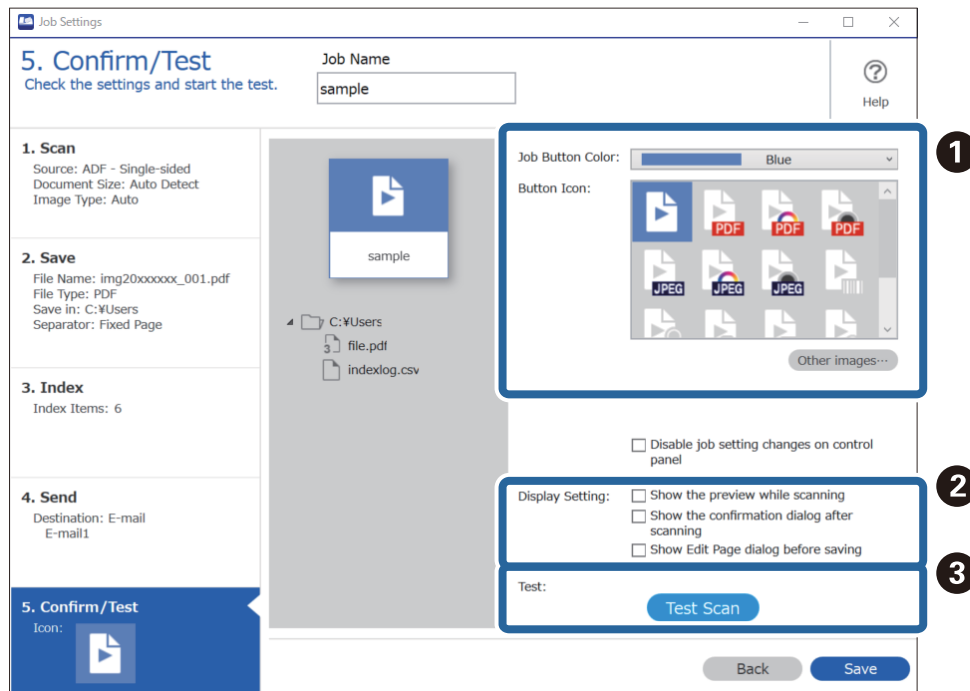 Job Settings
5. Confirm/Test
Check the settings and start the test.
Job Name
sample
Help
1. Scan
Source: ADF - Single-sided
Document Size: Auto Detect
Image Type: Auto
2. Save
File Name: img20xxxxxx_001.pdf
File Type: PDF
Save in: C:¥Users
Separator: Fixed Page
3. Index
Index Items: 6
4. Send
Destination: E-mail
E-mail1
5. Confirm/Test
Icon:
sample
C:¥Users
3 file.pdf
indexlog.csv
1
Job Button Color: Blue
Button Icon:
PDF PDF PDF
JPEG JPEG JPEG
Other images···
Disable job setting changes on control
panel
2
Display Setting: Show the preview while scanning
Show the confirmation dialog after
scanning
Show Edit Page dialog before saving
3
Test:
Test Scan
Back Save